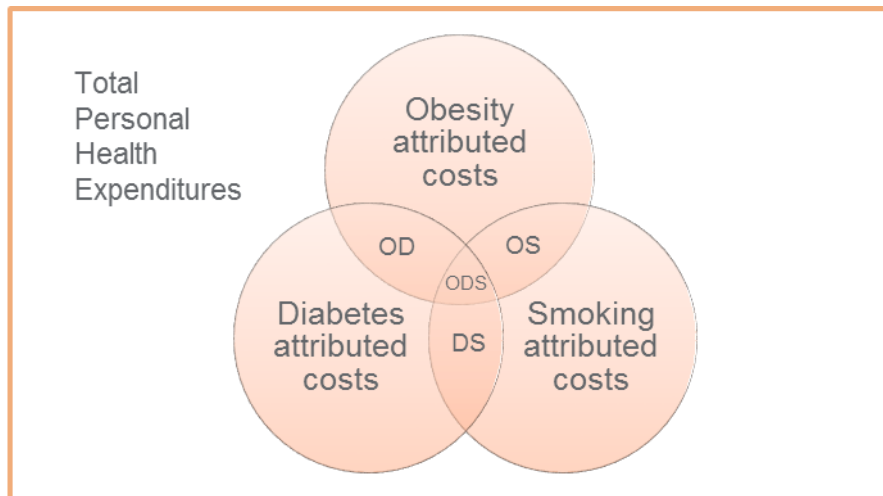 Total
Personal
Health
Expenditures
Obesity
attributed
costs
OD
OS
ODS
Diabetes
attributed
costs
DS
Smoking
attributed
costs